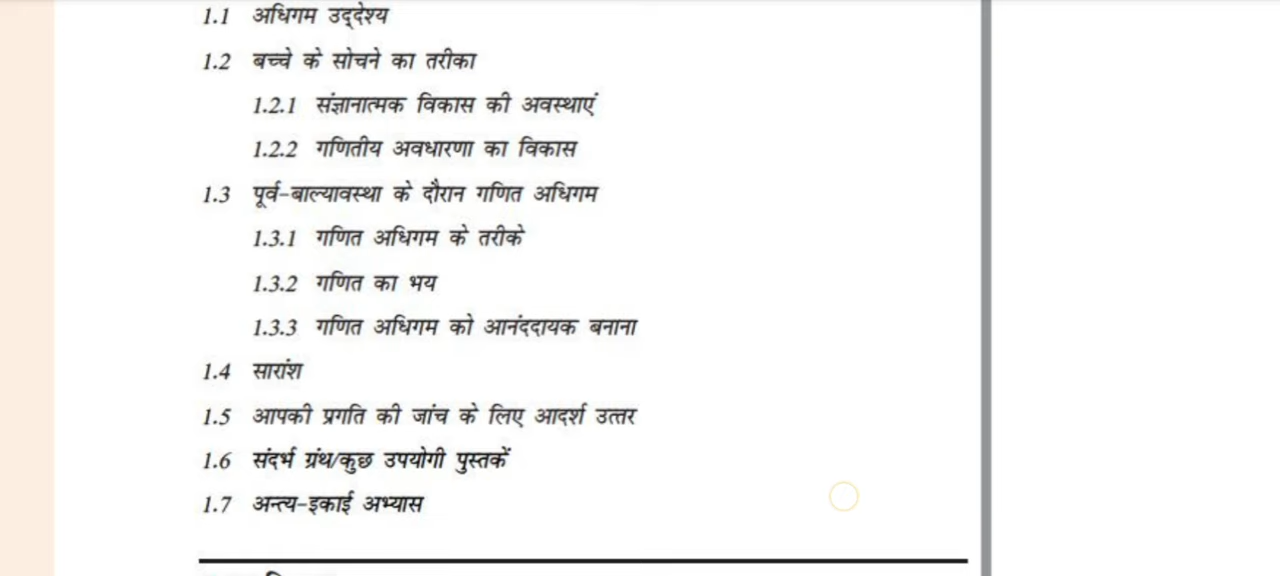 1.1 अधिगम उद्देश्य
1.2 बच्चे के सोचने का तरीका
1.2.1 संज्ञानात्मक विकास की अवस्थाएं
1.2.2 गणितीय अवधारणा का विकास
1.3 पूर्व-बाल्यावस्था के दौरान गणित अधिगम
1.3.1 गणित अधिगम के तरीके
1.3.2 गणित का भय
1.3.3 गणित अधिगम को आनंददायक बनाना
1.4 सारांश
1.5 आपकी प्रगति की जांच के लिए आदर्श उत्तर
1.6 संदर्भ ग्रंथ/कुछ उपयोगी पुस्तकें
1.7 अन्त्य-इकाई अभ्यास